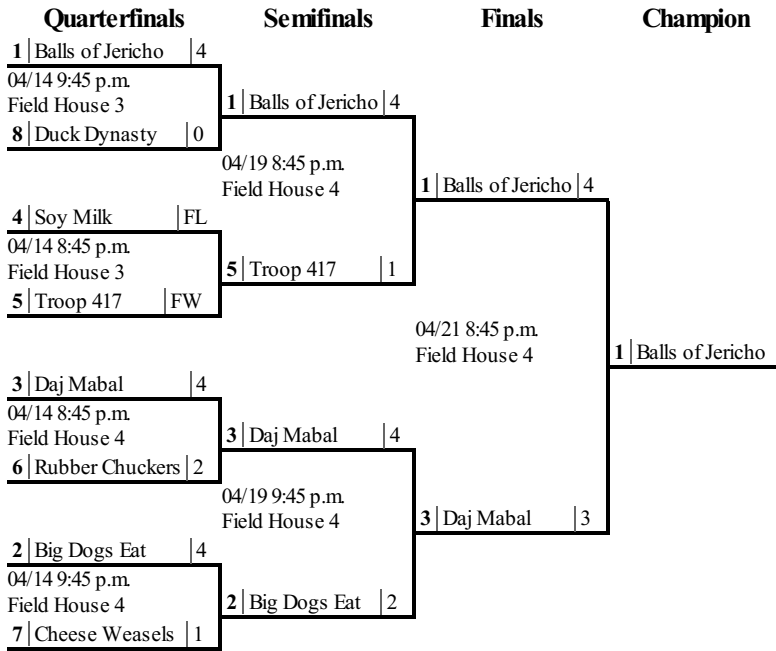 Quarterfinals Semifinals Finals Champion
1 Balls of Jericho 4
04/14 9:45 p.m.
Field House 3
8 Duck Dynasty 0
4 Soy Milk FL
04/14 8:45 p.m.
Field House 3
5 Troop 417 FW
3 Daj Mabal 4
04/14 8:45 p.m.
Field House 4
6 Rubber Chuckers 2
2 Big Dogs Eat 4
04/14 9:45 p.m.
Field House 4
7 Cheese Weasels 1
1 Balls of Jericho 4
04/19 8:45 p.m.
Field House 4
5 Troop 417 1
3 Daj Mabal 4
04/19 9:45 p.m.
Field House 4
2 Big Dogs Eat 2
1 Balls of Jericho 4
04/21 8:45 p.m.
Field House 4
3 Daj Mabal 3
1 Balls of Jericho